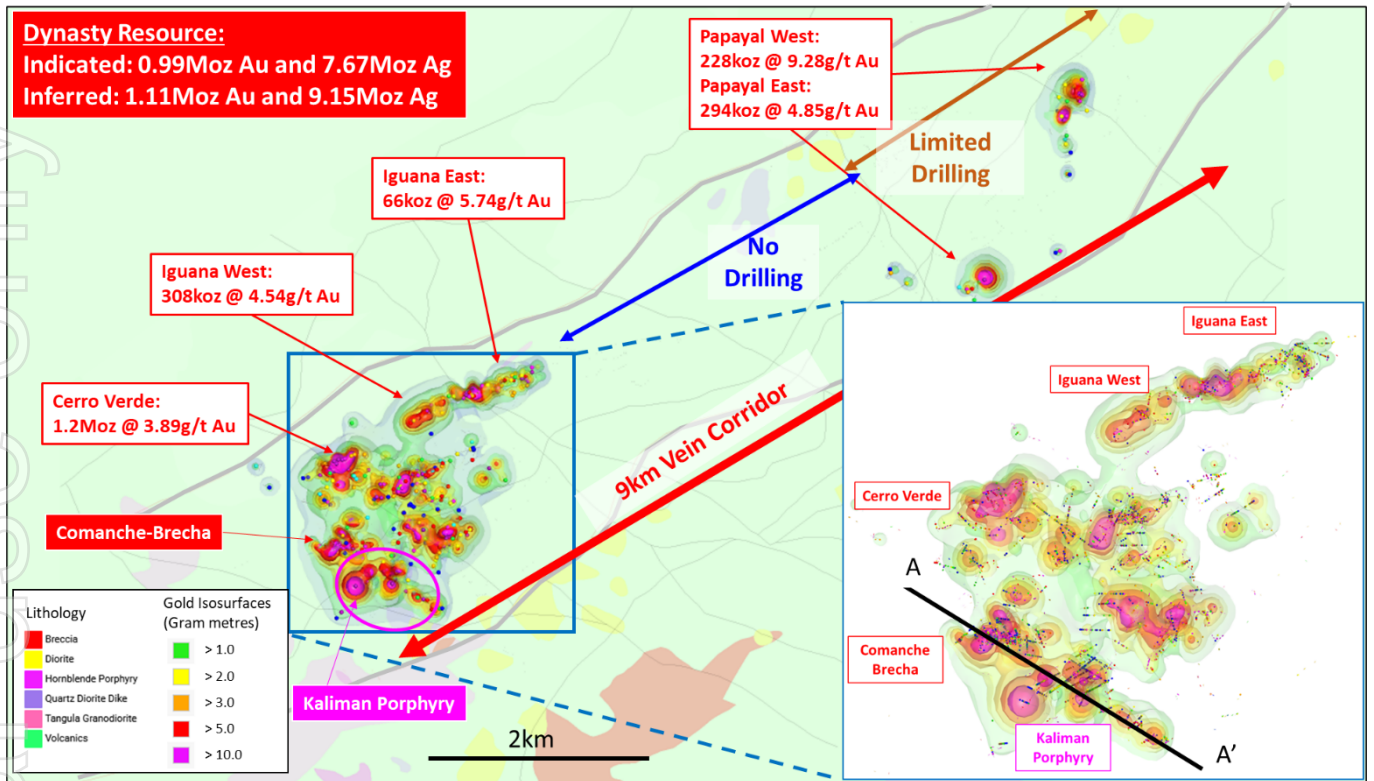 Dynasty Resource:
Indicated: 0.99Moz Au and 7.67Moz Ag
Inferred: 1.11Moz Au and 9.15Moz Ag
Papayal West:
228koz @ 9.28g/t Au
Papayal East:
294koz @ 4.85g/t Au
Limited
Drilling
Iguana East:
66koz @ 5.74g/t Au
No
Drilling
Iguana West:
308koz @ 4.54g/t Au
Cerro Verde:
1.2Moz @ 3.89g/t Au
9km Vein Corridor
Comanche-Brecha
Kaliman Porphyry
2km
Lithology
Breccia
Diorite
Hornblende Porphyry
Quartz Diorite Dike
Tangula Granodiorite
Volcanics
Gold Isosurfaces
(Gram metres)
> 1.0
> 2.0
> 3.0
> 5.0
> 10.0
Iguana East
Iguana West
Cerro Verde
A
Comanche
Brecha
Kaliman
Porphyry
A'